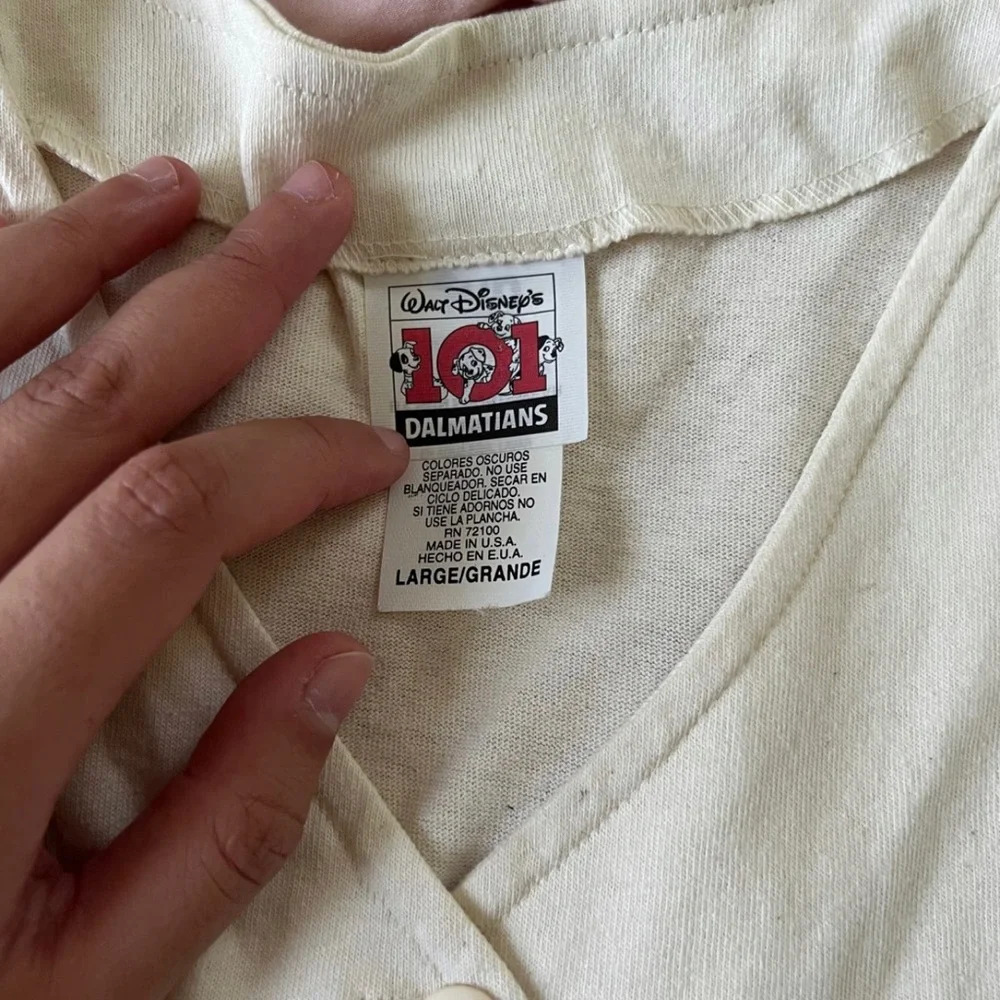 WALT DISNEY'S
101
DALMATIANS
COLORES OSCUROS
SEPARADO. NO USE
BLANQUEADOR. SECAR EN
CICLO DELICADO.
SI TIENE ADORNOS NO
USE LA PLANCHA.
RN 72100
MADE IN U.S.A.
HECHO EN E.U.A.
LARGE/GRANDE